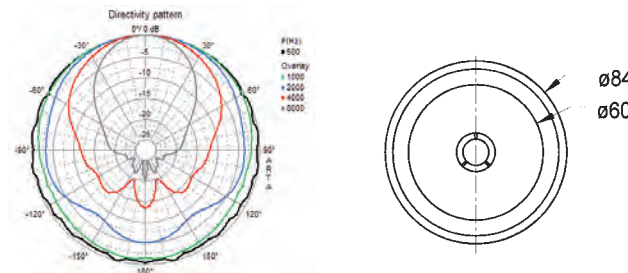 Directivity pattern
0°/ 0 dB
-30°
30°
-5
-60°
60°
-10
-15
-20
-25
-90°
90°
-120°
120°
-150°
150°
180°
F(Hz)
500
Overlay
1000
2000
4000
8000
A
R
T
A
ø84
ø60